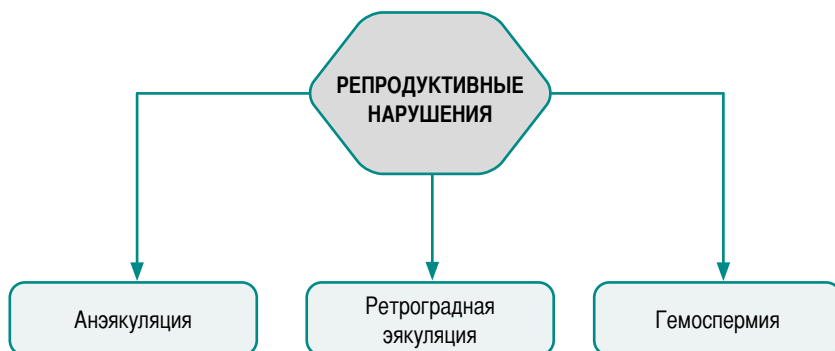 РЕПРОДУКТИВНЫЕ
НАРУШЕНИЯ
Анэякуляция
Ретроградная
эякуляция
Гемоспермия